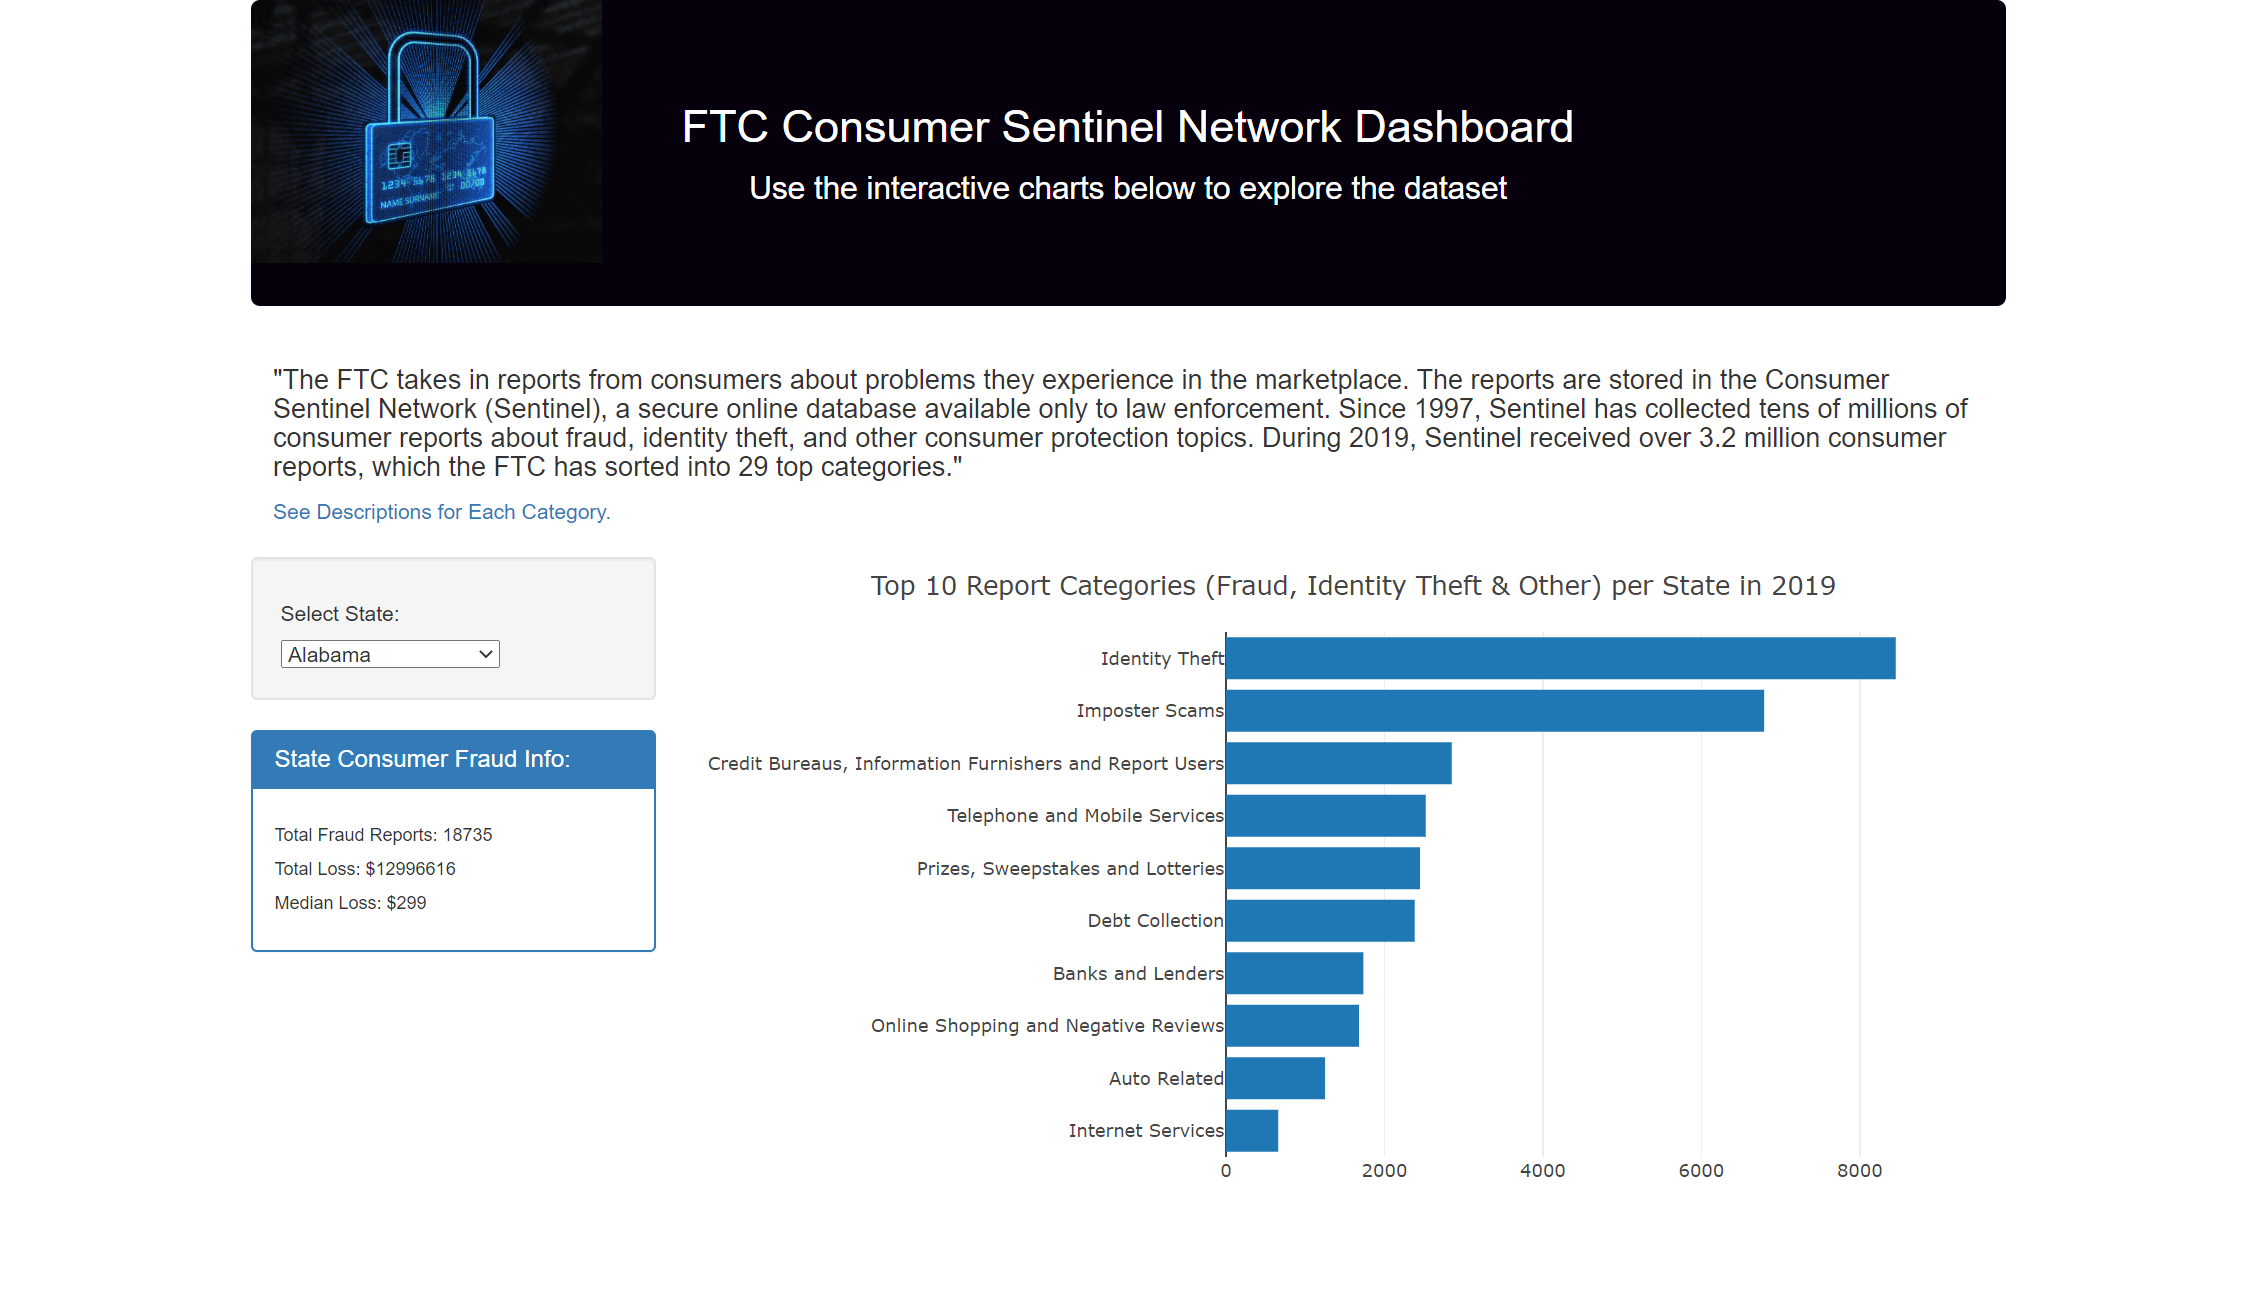 1234 5678 1234 5678
00/00
NAME SURNAME
FTC Consumer Sentinel Network Dashboard
Use the interactive charts below to explore the dataset
"The FTC takes in reports from consumers about problems they experience in the marketplace. The reports are stored in the Consumer
Sentinel Network (Sentinel), a secure online database available only to law enforcement. Since 1997, Sentinel has collected tens of millions of
consumer reports about fraud, identity theft, and other consumer protection topics. During 2019, Sentinel received over 3.2 million consumer
reports, which the FTC has sorted into 29 top categories."
See Descriptions for Each Category.
Select State:
Alabama
State Consumer Fraud Info:
Total Fraud Reports: 18735
Total Loss: $12996616
Median Loss: $299
Top 10 Report Categories (Fraud, Identity Theft & Other) per State in 2019
Identity Theft
Imposter Scams
Credit Bureaus, Information Furnishers and Report Users
Telephone and Mobile Services
Prizes, Sweepstakes and Lotteries
Debt Collection
Banks and Lenders
Online Shopping and Negative Reviews
Auto Related
Internet Services
0 2000 4000 6000 8000